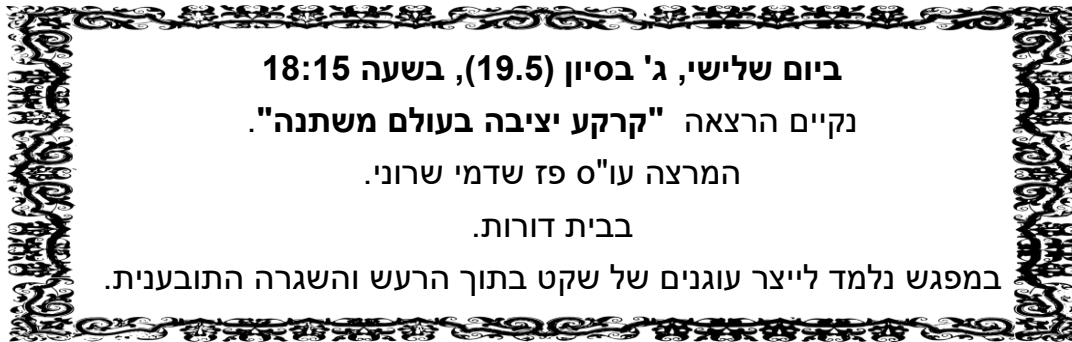 ביום שלישי, ג' בסיון (19.5), בשעה 18:15
נקיים הרצאה "קרקע יציבה בעולם משתנה".
המרצה עו"ס פז שדמי שרוני.
בבית דורות.
במפגש נלמד לייצר עוגנים של שקט בתוך הרעש והשגרה התובענית.